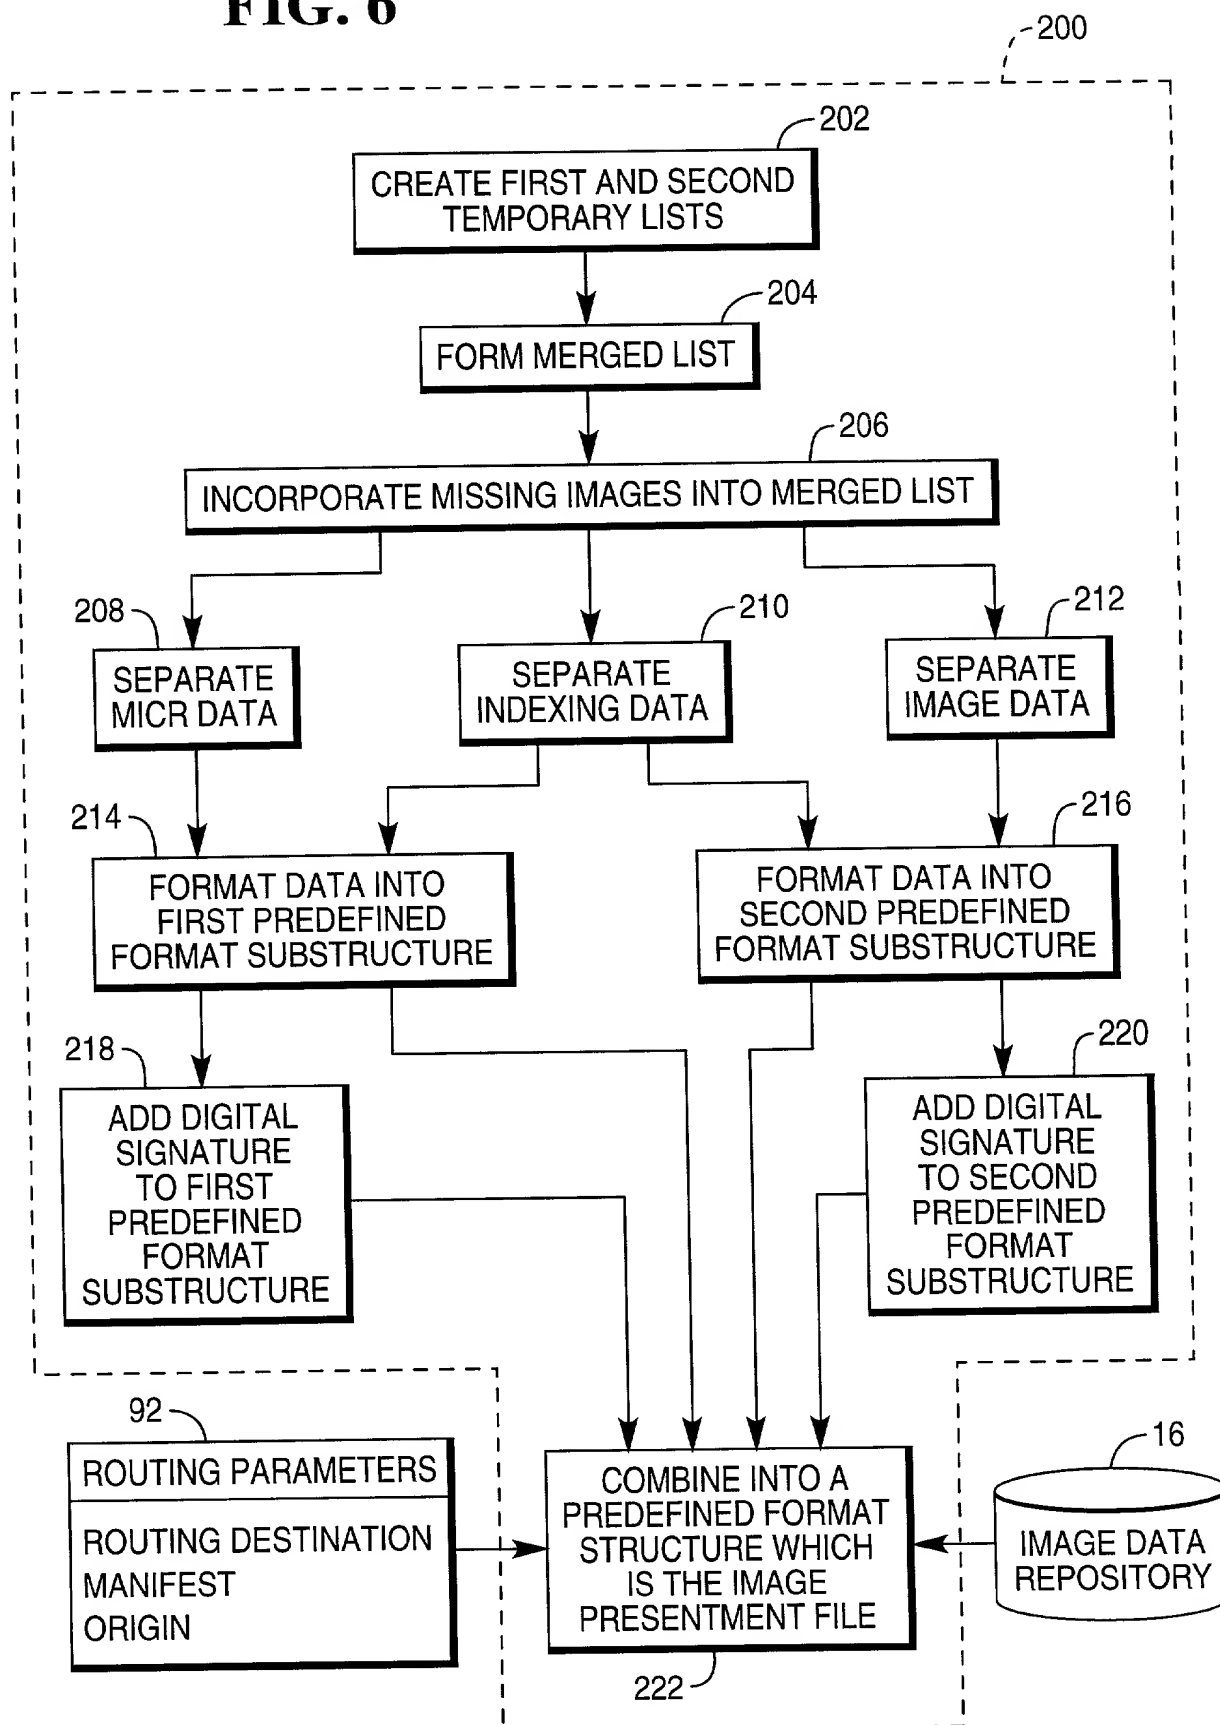 FIG. 6
200
202
CREATE FIRST AND SECOND
TEMPORARY LISTS
204
FORM MERGED LIST
206
INCORPORATE MISSING IMAGES INTO MERGED LIST
208
SEPARATE
MICR DATA
210
SEPARATE
INDEXING DATA
212
SEPARATE
IMAGE DATA
214
FORMAT DATA INTO
FIRST PREDEFINED
FORMAT SUBSTRUCTURE
216
FORMAT DATA INTO
SECOND PREDEFINED
FORMAT SUBSTRUCTURE
218
ADD DIGITAL
SIGNATURE
TO FIRST
PREDEFINED
FORMAT
SUBSTRUCTURE
220
ADD DIGITAL
SIGNATURE
TO SECOND
PREDEFINED
FORMAT
SUBSTRUCTURE
92
ROUTING PARAMETERS
ROUTING DESTINATION
MANIFEST
ORIGIN
COMBINE INTO A
PREDEFINED FORMAT
STRUCTURE WHICH
IS THE IMAGE
PRESENTMENT FILE
222
16
IMAGE DATA
REPOSITORY